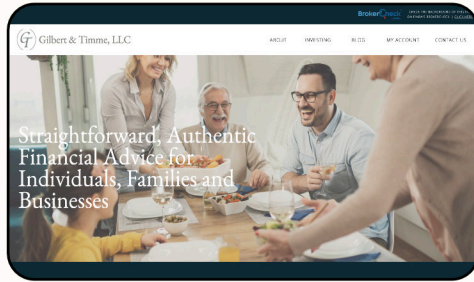 BrokerCheck
GT
Gilbert & Timme, LLC
ABOUT
INVESTING
BLOG
MY ACCOUNT
CONTACT US
Straightforward, Authentic
Financial Advice for
Individuals, Families and
Businesses